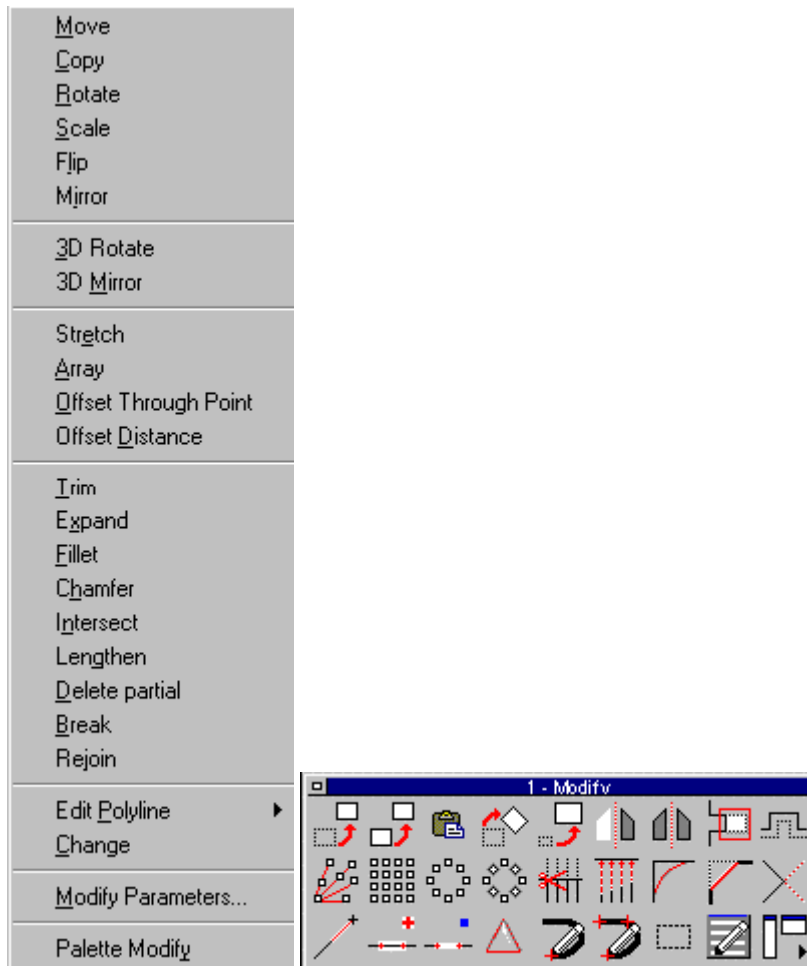 Move
Copy
Rotate
Scale
Flip
Mirror
3D Rotate
3D Mirror
Stretch
Array
Offset Through Point
Offset Distance
Trim
Expand
Fillet
Chamfer
Intersect
Lengthen
Delete partial
Break
Rejoin
Edit Polyline
Change
Modify Parameters...
Palette Modify
1 - Modify